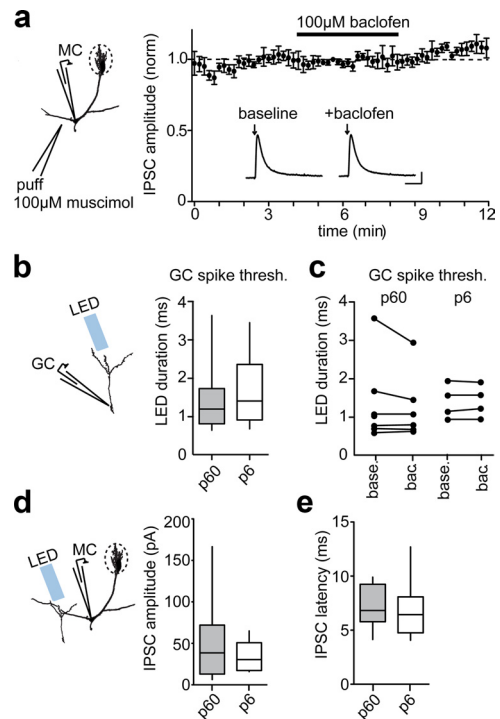 a
MC
puff
100µM muscimol
IPSC amplitude (norm)
1.0
0.5
0
100µM baclofen
baseline
+baclofen
0 3 6 9 12
time (min)
b
LED
GC
GC spike thresh.
LED duration (ms)
4
3
2
1
0
p60 p6
c
GC spike thresh.
p60 p6
LED duration (ms)
4
3
2
1
0
base. bac. base. bac.
d
LED
MC
IPSC amplitude (pA)
200
150
100
50
0
p60 p6
e
IPSC latency (ms)
15
10
5
0
p60 p6